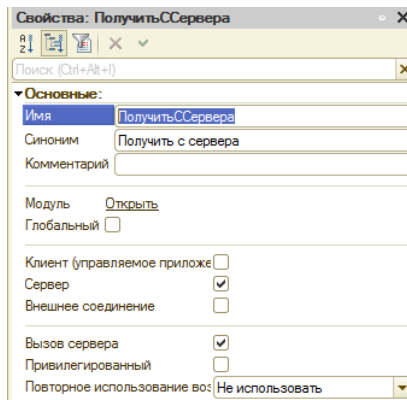 Свойства: ПолучитьССервера
Поиск (Ctrl+Alt+I)
Основные:
Имя ПолучитьССервера
Синоним Получить с сервера
Комментарий
Модуль Открыть
Глобальный
Клиент (управляемое приложе
Сервер
Внешнее соединение
Вызов сервера
Привилегированный
Повторное использование воз Не использовать